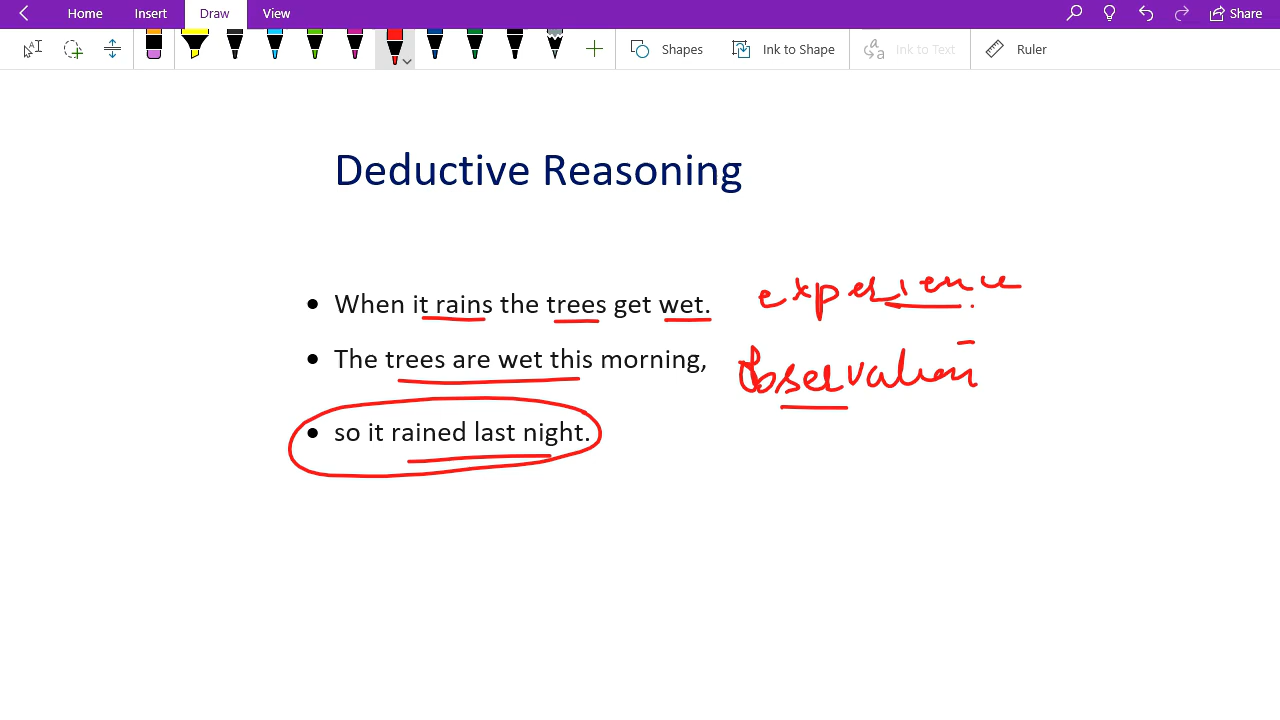 Home Insert Draw View Share
Shapes Ink to Shape Ink to Text Ruler
Deductive Reasoning
• When it rains the trees get wet. experience
• The trees are wet this morning, Observation
• so it rained last night.